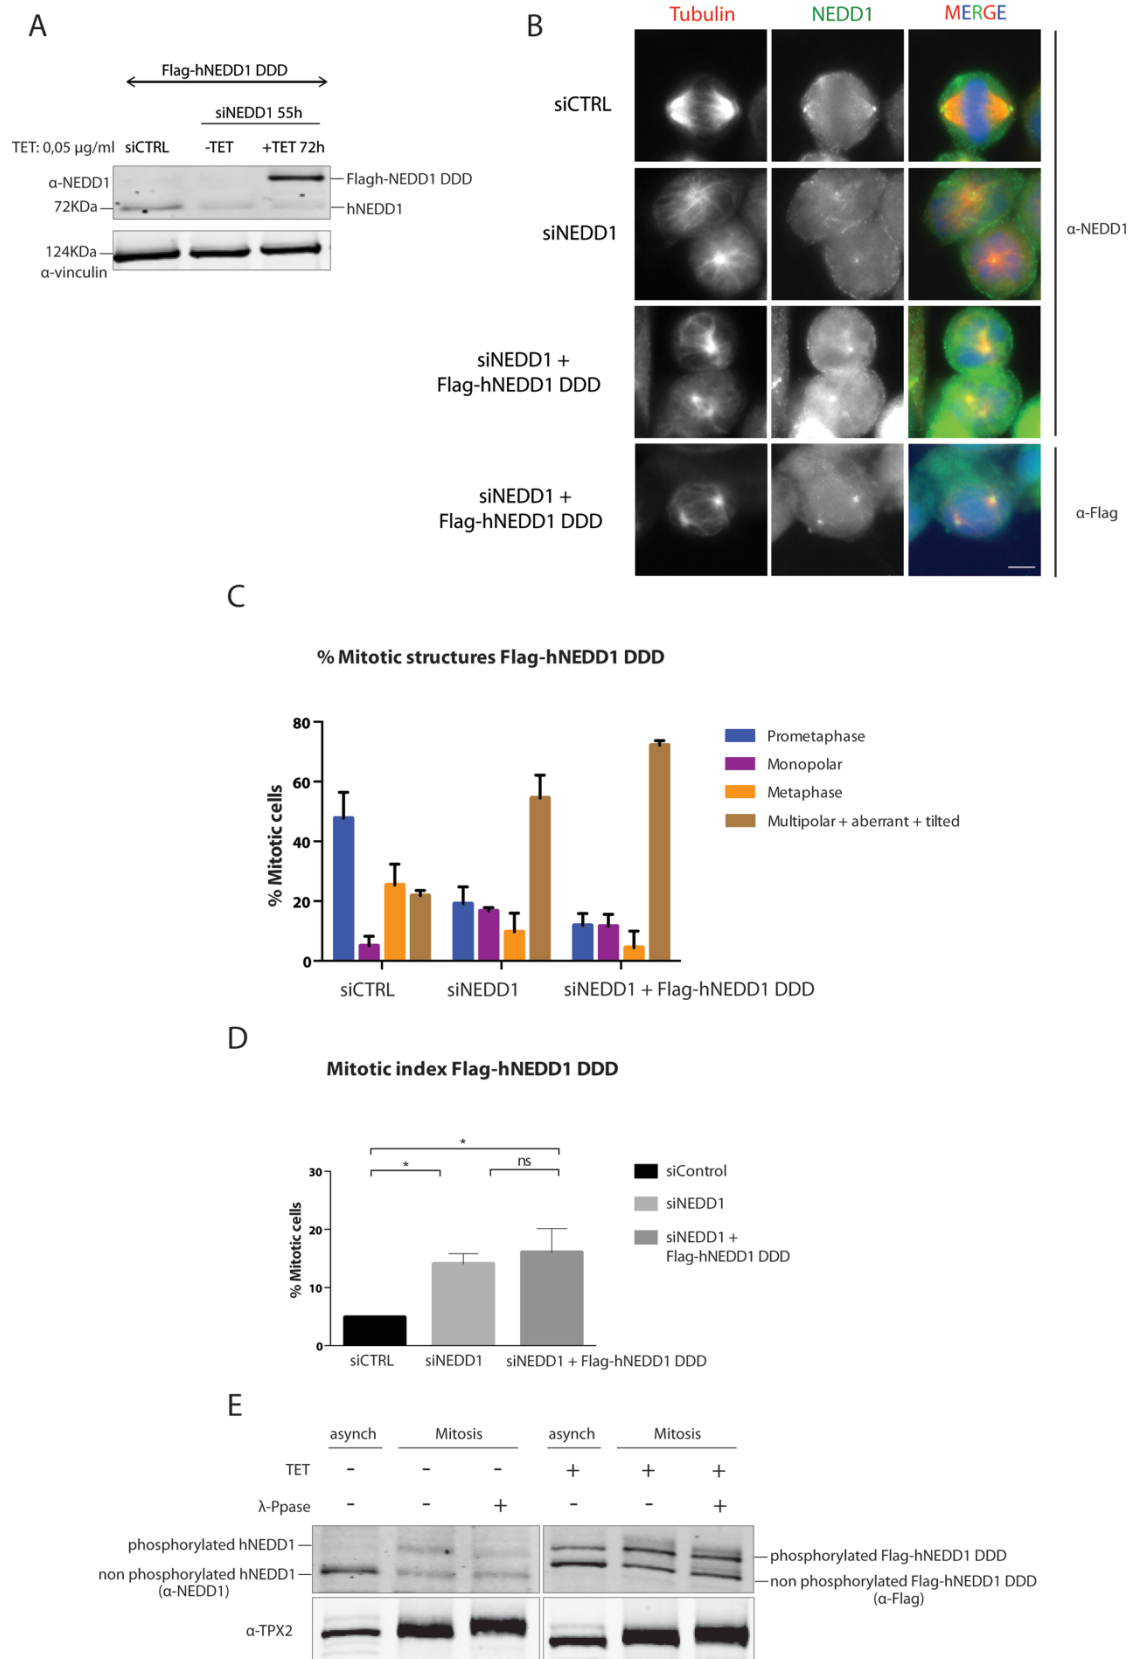 A
Flag-hNEDD1 DDD
siNEDD1 55h
TET: 0,05 µg/ml siCTRL -TET +TET 72h
α-NEDD1
Flagh-NEDD1 DDD
72KDa
hNEDD1
124KDa
α-vinculin
B
Tubulin NEDD1 MERGE
siCTRL
siNEDD1
α-NEDD1
siNEDD1 +
Flag-hNEDD1 DDD
siNEDD1 +
Flag-hNEDD1 DDD
α-Flag
C
% Mitotic structures Flag-hNEDD1 DDD
% Mitotic cells
80
60
40
20
0
siCTRL siNEDD1 siNEDD1 + Flag-hNEDD1 DDD
Prometaphase
Monopolar
Metaphase
Multipolar + aberrant + tilted
D
Mitotic index Flag-hNEDD1 DDD
*
* ns
% Mitotic cells
30
20
10
0
siCTRL siNEDD1 siNEDD1 + Flag-hNEDD1 DDD
siControl
siNEDD1
siNEDD1 +
Flag-hNEDD1 DDD
E
asynch Mitosis asynch Mitosis
TET - - - + + +
λ-Ppase - - + - - +
phosphorylated hNEDD1
non phosphorylated hNEDD1
(α-NEDD1)
phosphorylated Flag-hNEDD1 DDD
non phosphorylated Flag-hNEDD1 DDD
(α-Flag)
α-TPX2